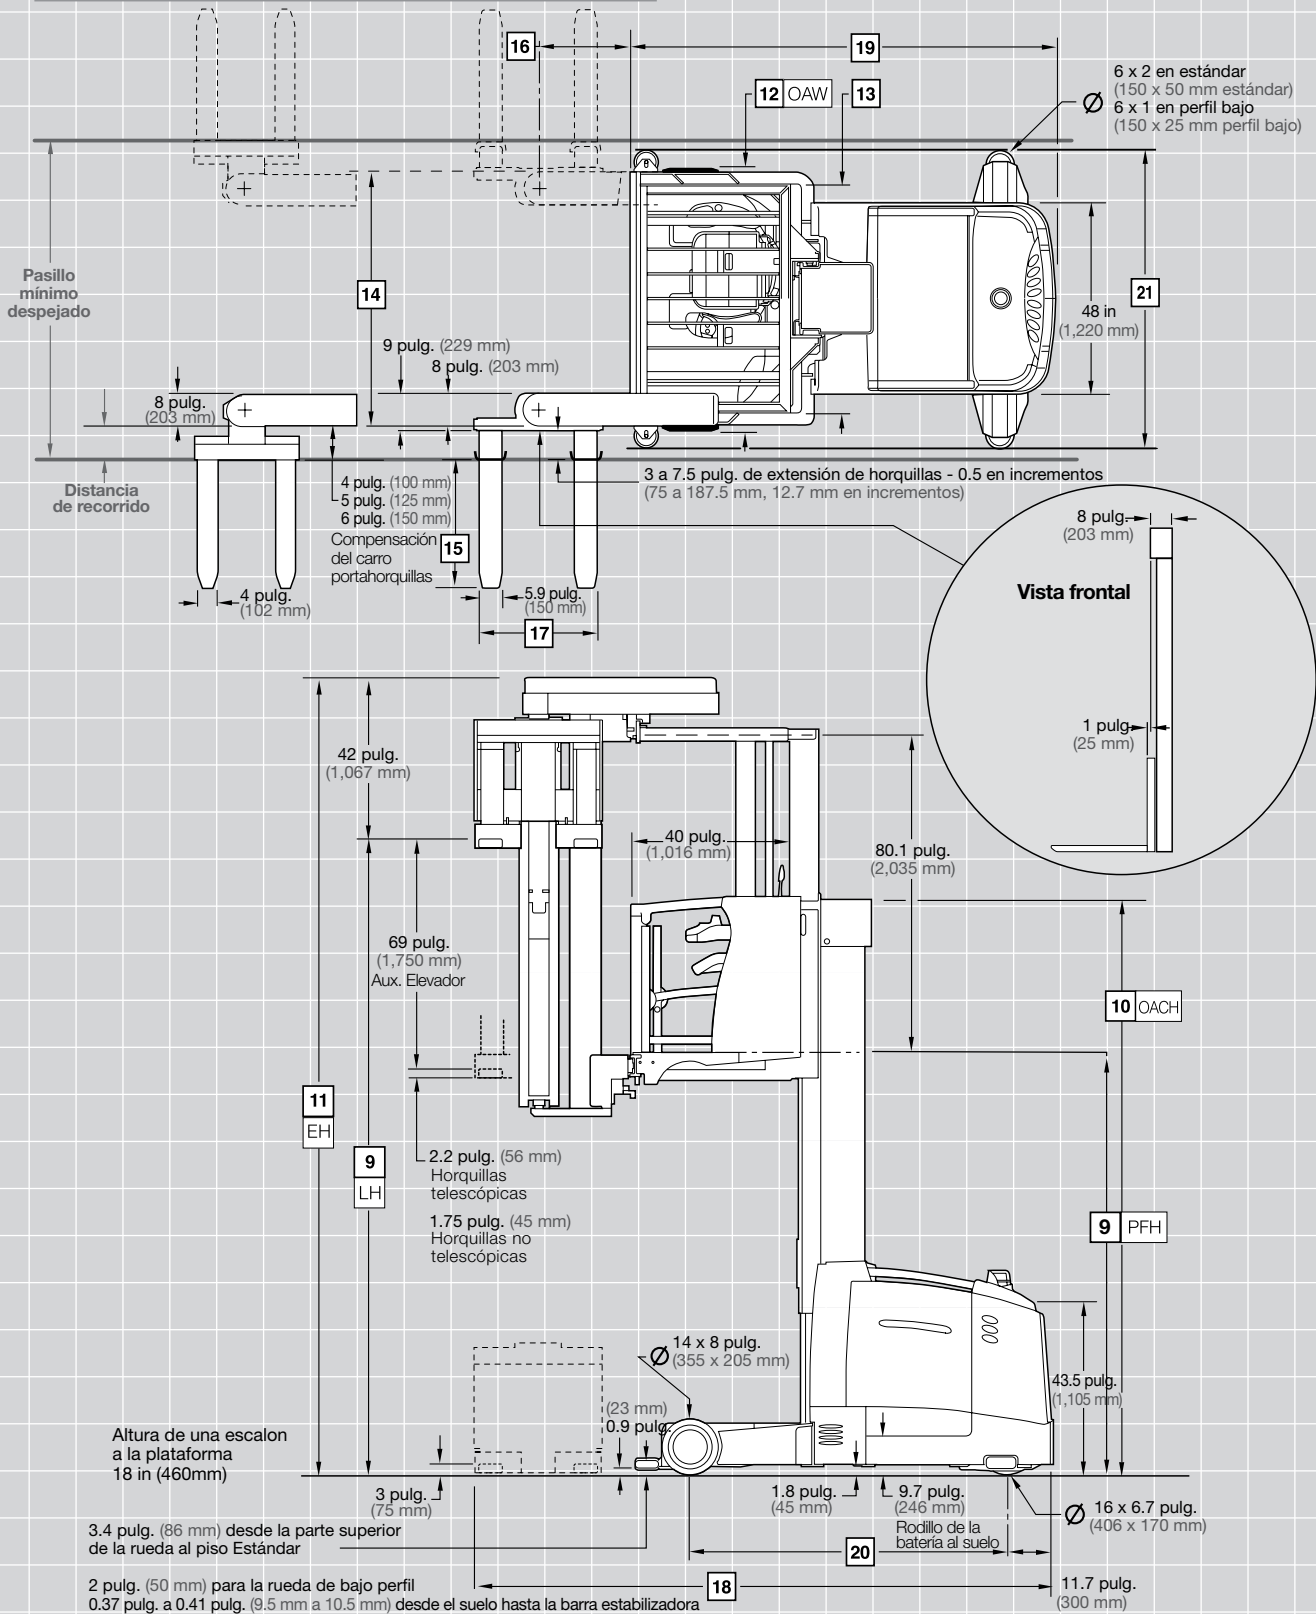 16
19
6 x 2 en estándar
(150 x 50 mm estándar)
6 x 1 en perfil bajo
(150 x 25 mm perfil bajo)
12 OAW
13
Pasillo
mínimo
despejado
14
21
48 in
(1,220 mm)
9 pulg. (229 mm)
8 pulg. (203 mm)
8 pulg.
(203 mm)
3 a 7.5 pulg. de extensión de horquillas - 0.5 en incrementos
(75 a 187.5 mm, 12.7 mm en incrementos)
Distancia
de recorrido
4 pulg. (100 mm)
5 pulg. (125 mm)
6 pulg. (150 mm)
Compensación
del carro
portahorquillas
15
4 pulg.
(102 mm)
5.9 pulg.
(150 mm)
17
8 pulg.
(203 mm)
Vista frontal
1 pulg.
(25 mm)
42 pulg.
(1,067 mm)
40 pulg.
(1,016 mm)
80.1 pulg.
(2,035 mm)
69 pulg.
(1,750 mm)
Aux. Elevador
10 OACH
11
EH
9
LH
2.2 pulg. (56 mm)
Horquillas
telescópicas
1.75 pulg. (45 mm)
Horquillas no
telescópicas
9 PFH
Ø 14 x 8 pulg.
(355 x 205 mm)
43.5 pulg.
(1,105 mm)
(23 mm)
0.9 pulg.
Altura de una escalon
a la plataforma
18 in (460mm)
3 pulg.
(75 mm)
1.8 pulg.
(45 mm)
9.7 pulg.
(246 mm)
Rodillo de la
batería al suelo
Ø 16 x 6.7 pulg.
(406 x 170 mm)
3.4 pulg. (86 mm) desde la parte superior
de la rueda al piso Estándar
20
18
11.7 pulg.
(300 mm)
2 pulg. (50 mm) para la rueda de bajo perfil
0.37 pulg. a 0.41 pulg. (9.5 mm a 10.5 mm) desde el suelo hasta la barra estabilizadora